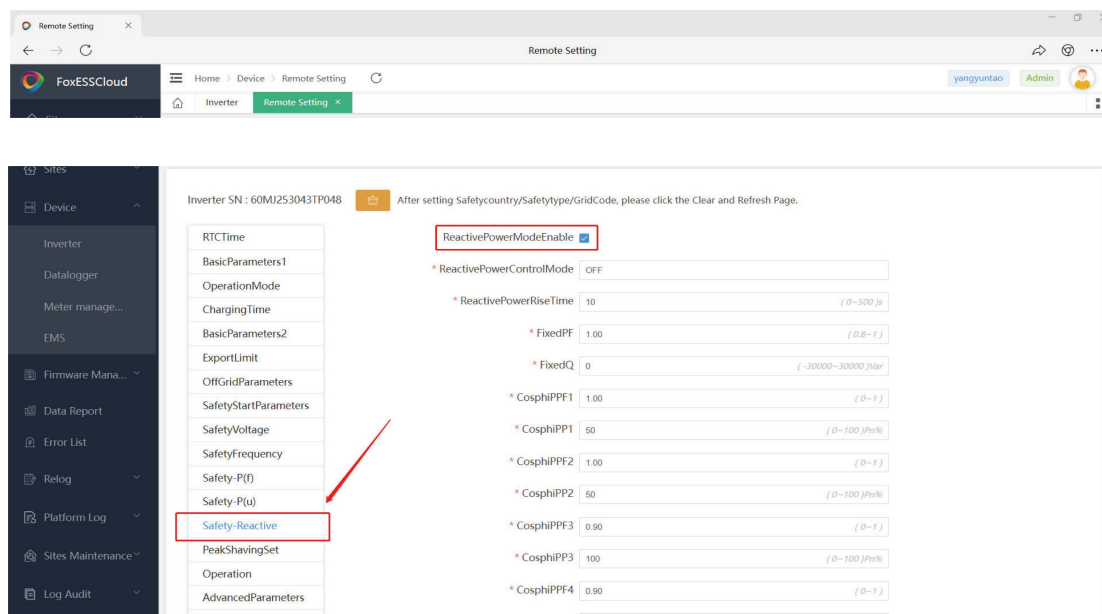 Remote Setting
Remote Setting
FoxESSCloud
Home > Device > Remote Setting
yangyuntao
Admin
Inverter
Remote Setting ×
Sites
Device
Inverter
Datalogger
Meter manage...
EMS
Firmware Mana...
Data Report
Error List
Relog
Platform Log
Sites Maintenance
Log Audit
Inverter SN : 60MJ253043TP048
After setting Safetycountry/Safetytype/GridCode, please click the Clear and Refresh Page.
RTCTime
BasicParameters1
OperationMode
ChargingTime
BasicParameters2
ExportLimit
OffGridParameters
SafetyStartParameters
SafetyVoltage
SafetyFrequency
Safety-P(f)
Safety-P(u)
Safety-Reactive
PeakShavingSet
Operation
AdvancedParameters
ReactivePowerModeEnable
* ReactivePowerControlMode OFF
* ReactivePowerRiseTime 10 ( 0~500 )s
* FixedPF 1.00 ( 0.8~1 )
* FixedQ 0 ( -30000~30000 )Var
* CosphiPPF1 1.00 ( 0~1 )
* CosphiPP1 50 ( 0~100 )Pn%
* CosphiPPF2 1.00 ( 0~1 )
* CosphiPP2 50 ( 0~100 )Pn%
* CosphiPPF3 0.90 ( 0~1 )
* CosphiPP3 100 ( 0~100 )Pn%
* CosphiPPF4 0.90 ( 0~1 )